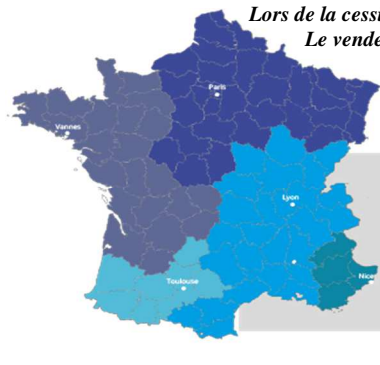 Lors de la cessi
Le vende
Paris
Vannes
Lyon
Toulouse
Nice